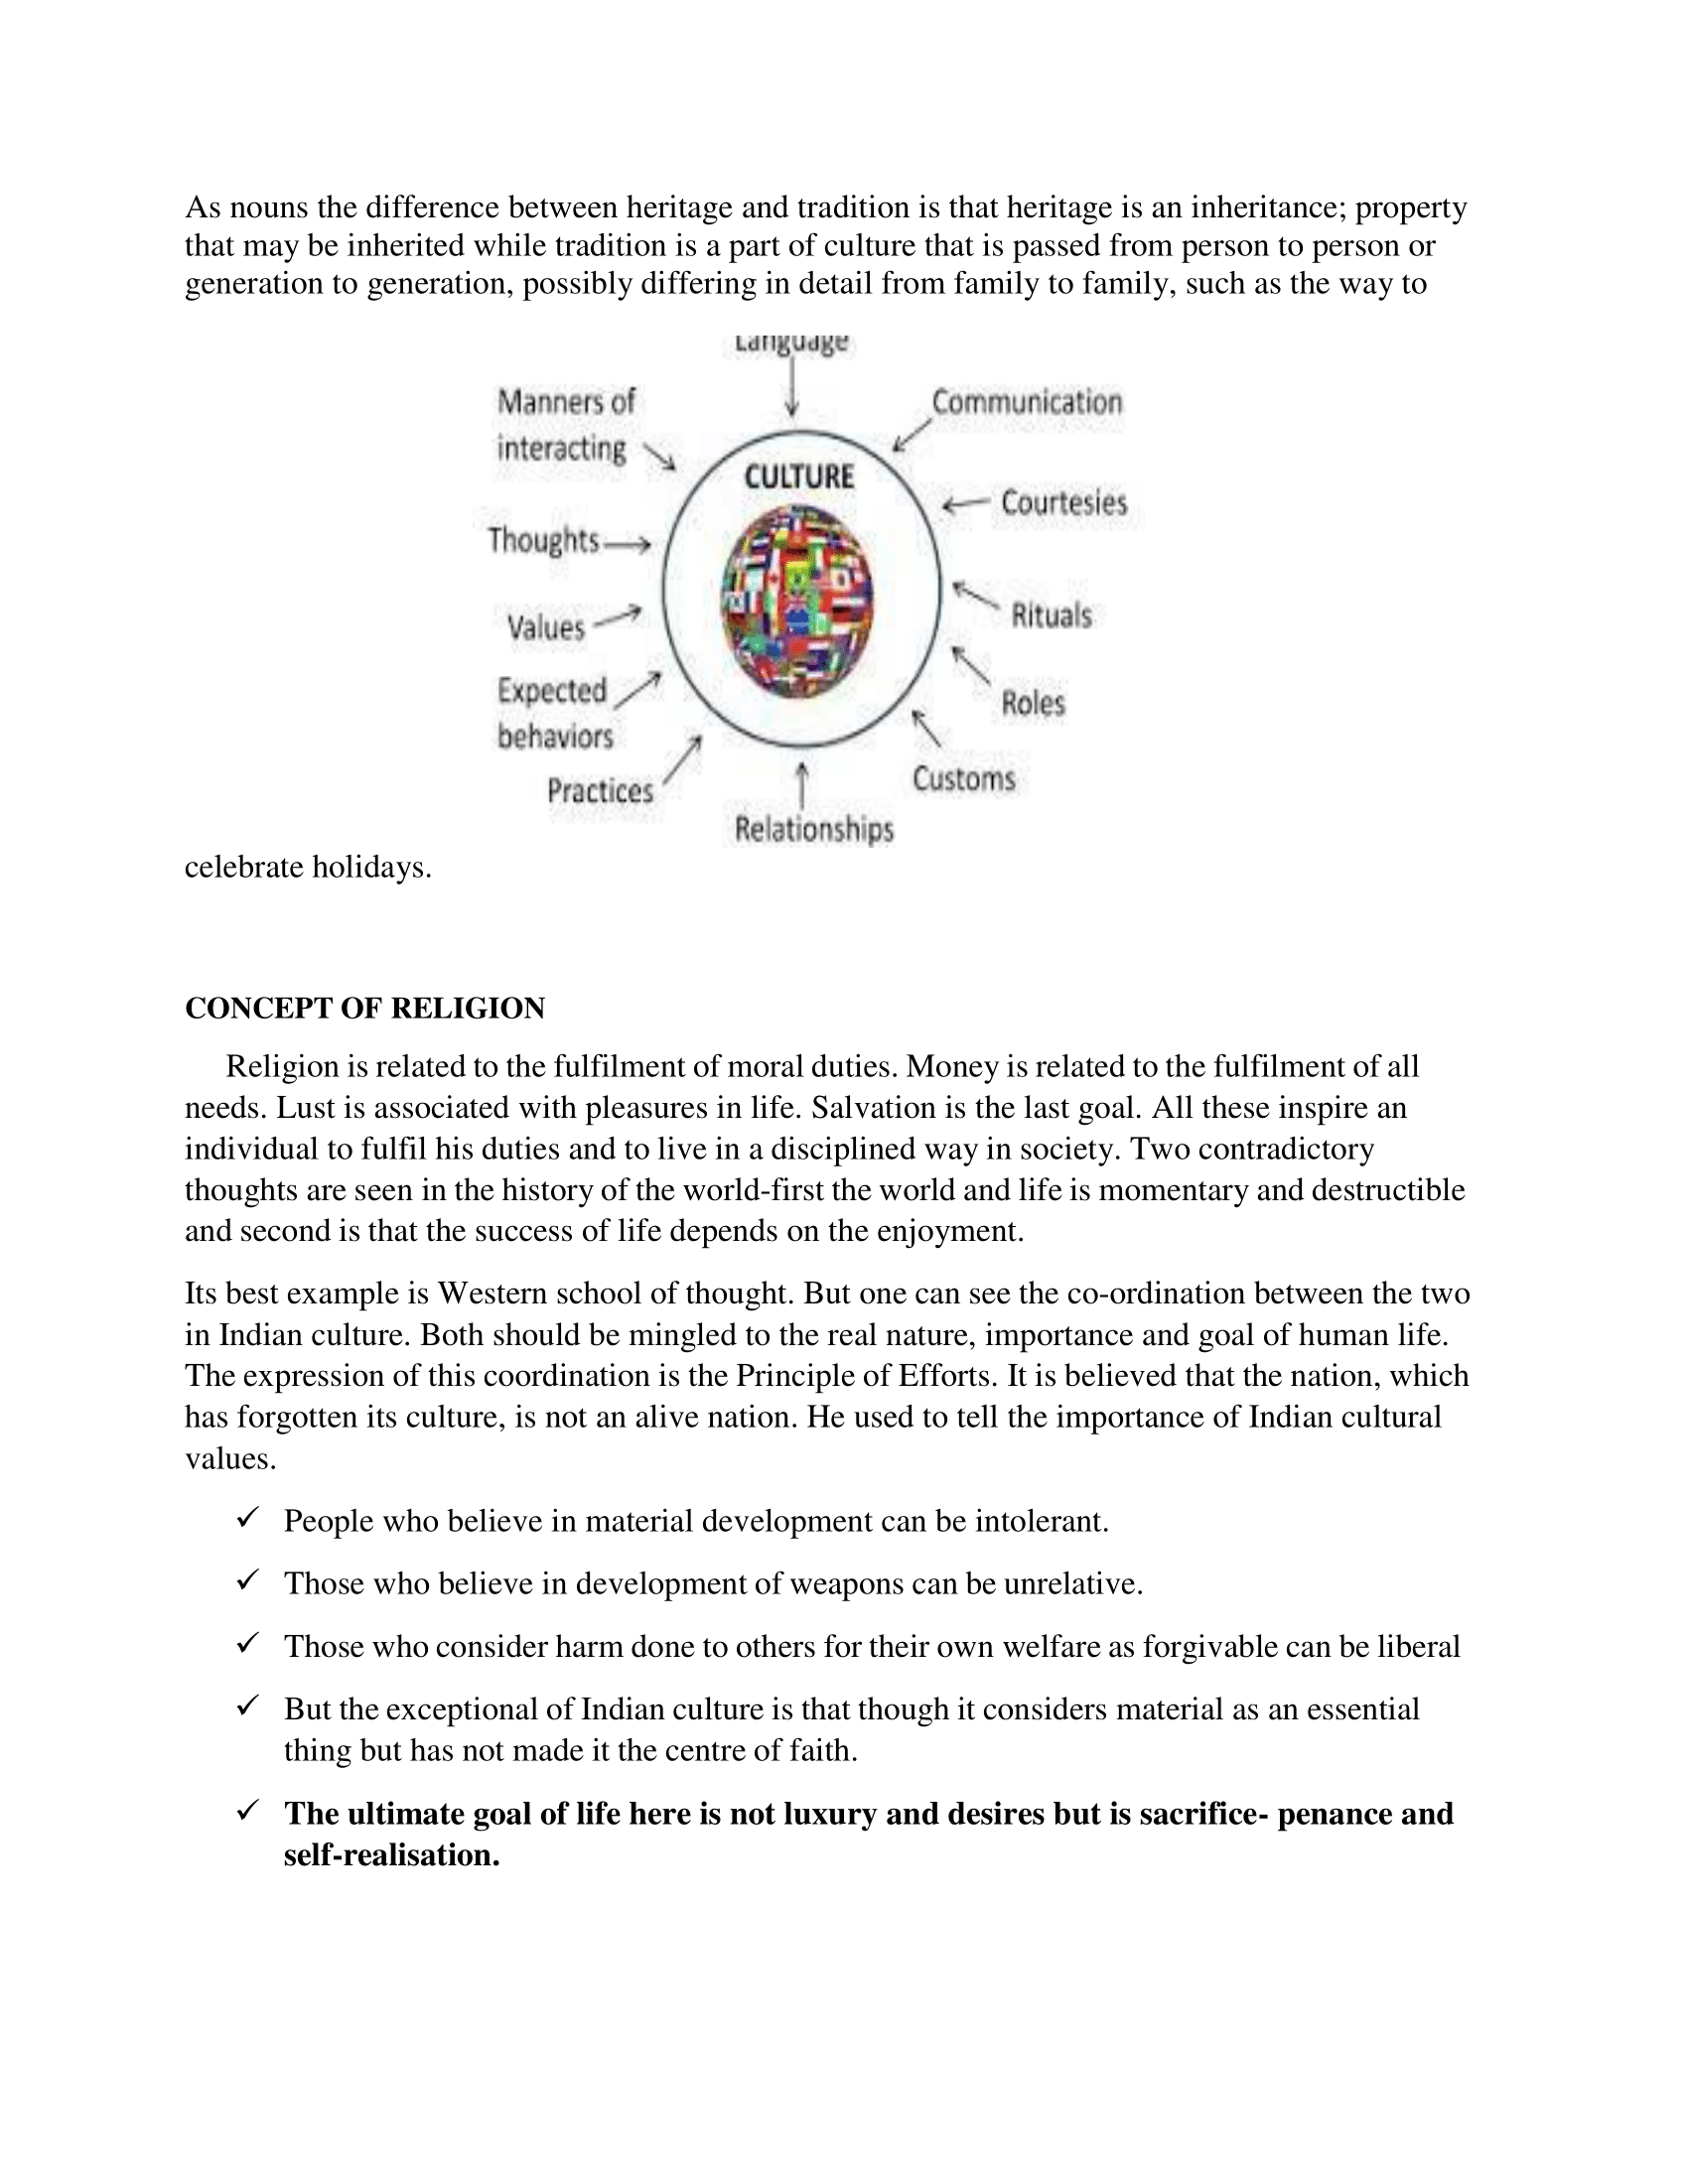 As nouns the difference between heritage and tradition is that heritage is an inheritance; property
that may be inherited while tradition is a part of culture that is passed from person to person or
generation to generation, possibly differing in detail from family to family, such as the way to
Language
Manners of
interacting
Communication
CULTURE
Courtesies
Thoughts
Rituals
Values
Expected
behaviors
Roles
Customs
Practices
Relationships
celebrate holidays.
CONCEPT OF RELIGION
Religion is related to the fulfilment of moral duties. Money is related to the fulfilment of all
needs. Lust is associated with pleasures in life. Salvation is the last goal. All these inspire an
individual to fulfil his duties and to live in a disciplined way in society. Two contradictory
thoughts are seen in the history of the world-first the world and life is momentary and destructible
and second is that the success of life depends on the enjoyment.
Its best example is Western school of thought. But one can see the co-ordination between the two
in Indian culture. Both should be mingled to the real nature, importance and goal of human life.
The expression of this coordination is the Principle of Efforts. It is believed that the nation, which
has forgotten its culture, is not an alive nation. He used to tell the importance of Indian cultural
values.
✓ People who believe in material development can be intolerant.
✓ Those who believe in development of weapons can be unrelative.
✓ Those who consider harm done to others for their own welfare as forgivable can be liberal
✓ But the exceptional of Indian culture is that though it considers material as an essential
thing but has not made it the centre of faith.
✓ The ultimate goal of life here is not luxury and desires but is sacrifice- penance and
self-realisation.